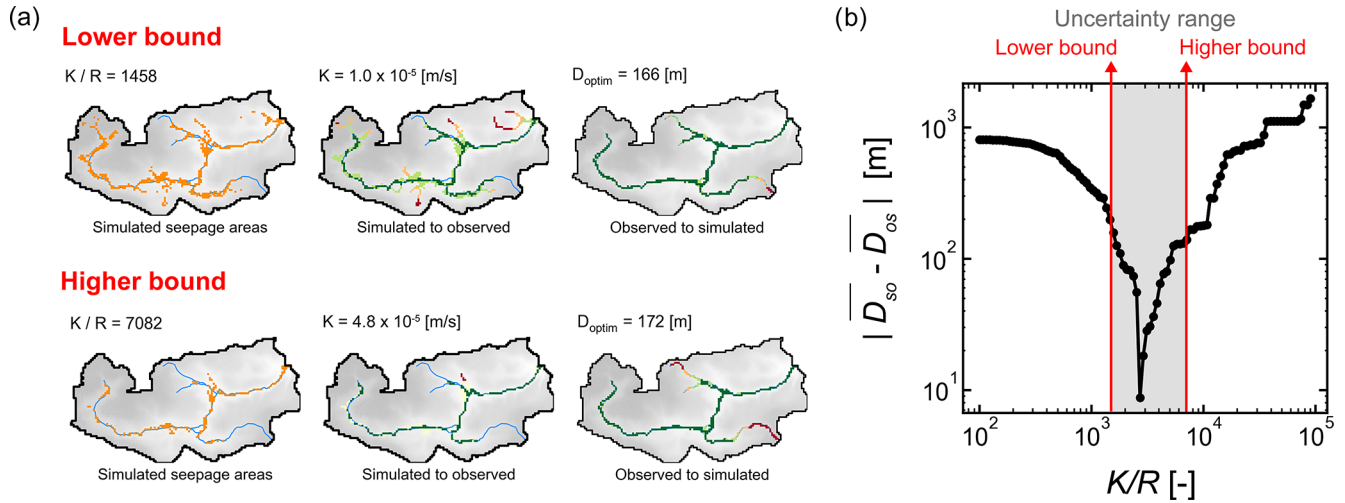 (a)
Lower bound
K / R = 1458
K = 1.0 x 10⁻⁵ [m/s]
D_optim = 166 [m]
Simulated seepage areas
Simulated to observed
Observed to simulated
Higher bound
K / R = 7082
K = 4.8 x 10⁻⁵ [m/s]
D_optim = 172 [m]
Simulated seepage areas
Simulated to observed
Observed to simulated
(b)
Uncertainty range
Lower bound
Higher bound
| D_so - D_os | [m]
10³
10²
10¹
10²
10³
10⁴
10⁵
K/R [-]